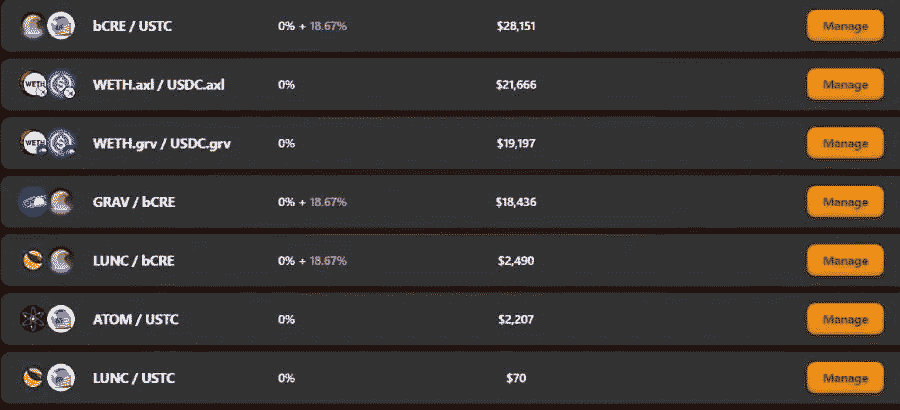 bCRE / USTC 0% + 18.67% $28,151 Manage
WETH.axl / USDC.axl 0% $21,666 Manage
WETH.grv / USDC.grv 0% $19,197 Manage
GRAV / bCRE 0% + 18.67% $18,436 Manage
LUNC / bCRE 0% + 18.67% $2,490 Manage
ATOM / USTC 0% $2,207 Manage
LUNC / USTC 0% $70 Manage